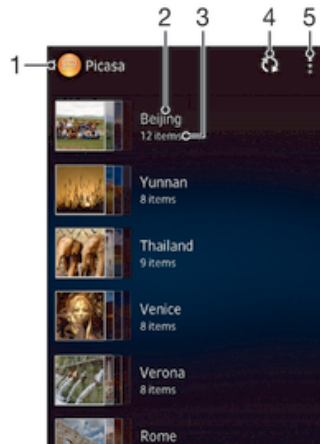 2 3 4 5
1 Picasa
Beijing
12 items
Yunnan
8 items
Thailand
9 items
Venice
8 items
Verona
8 items
Rome